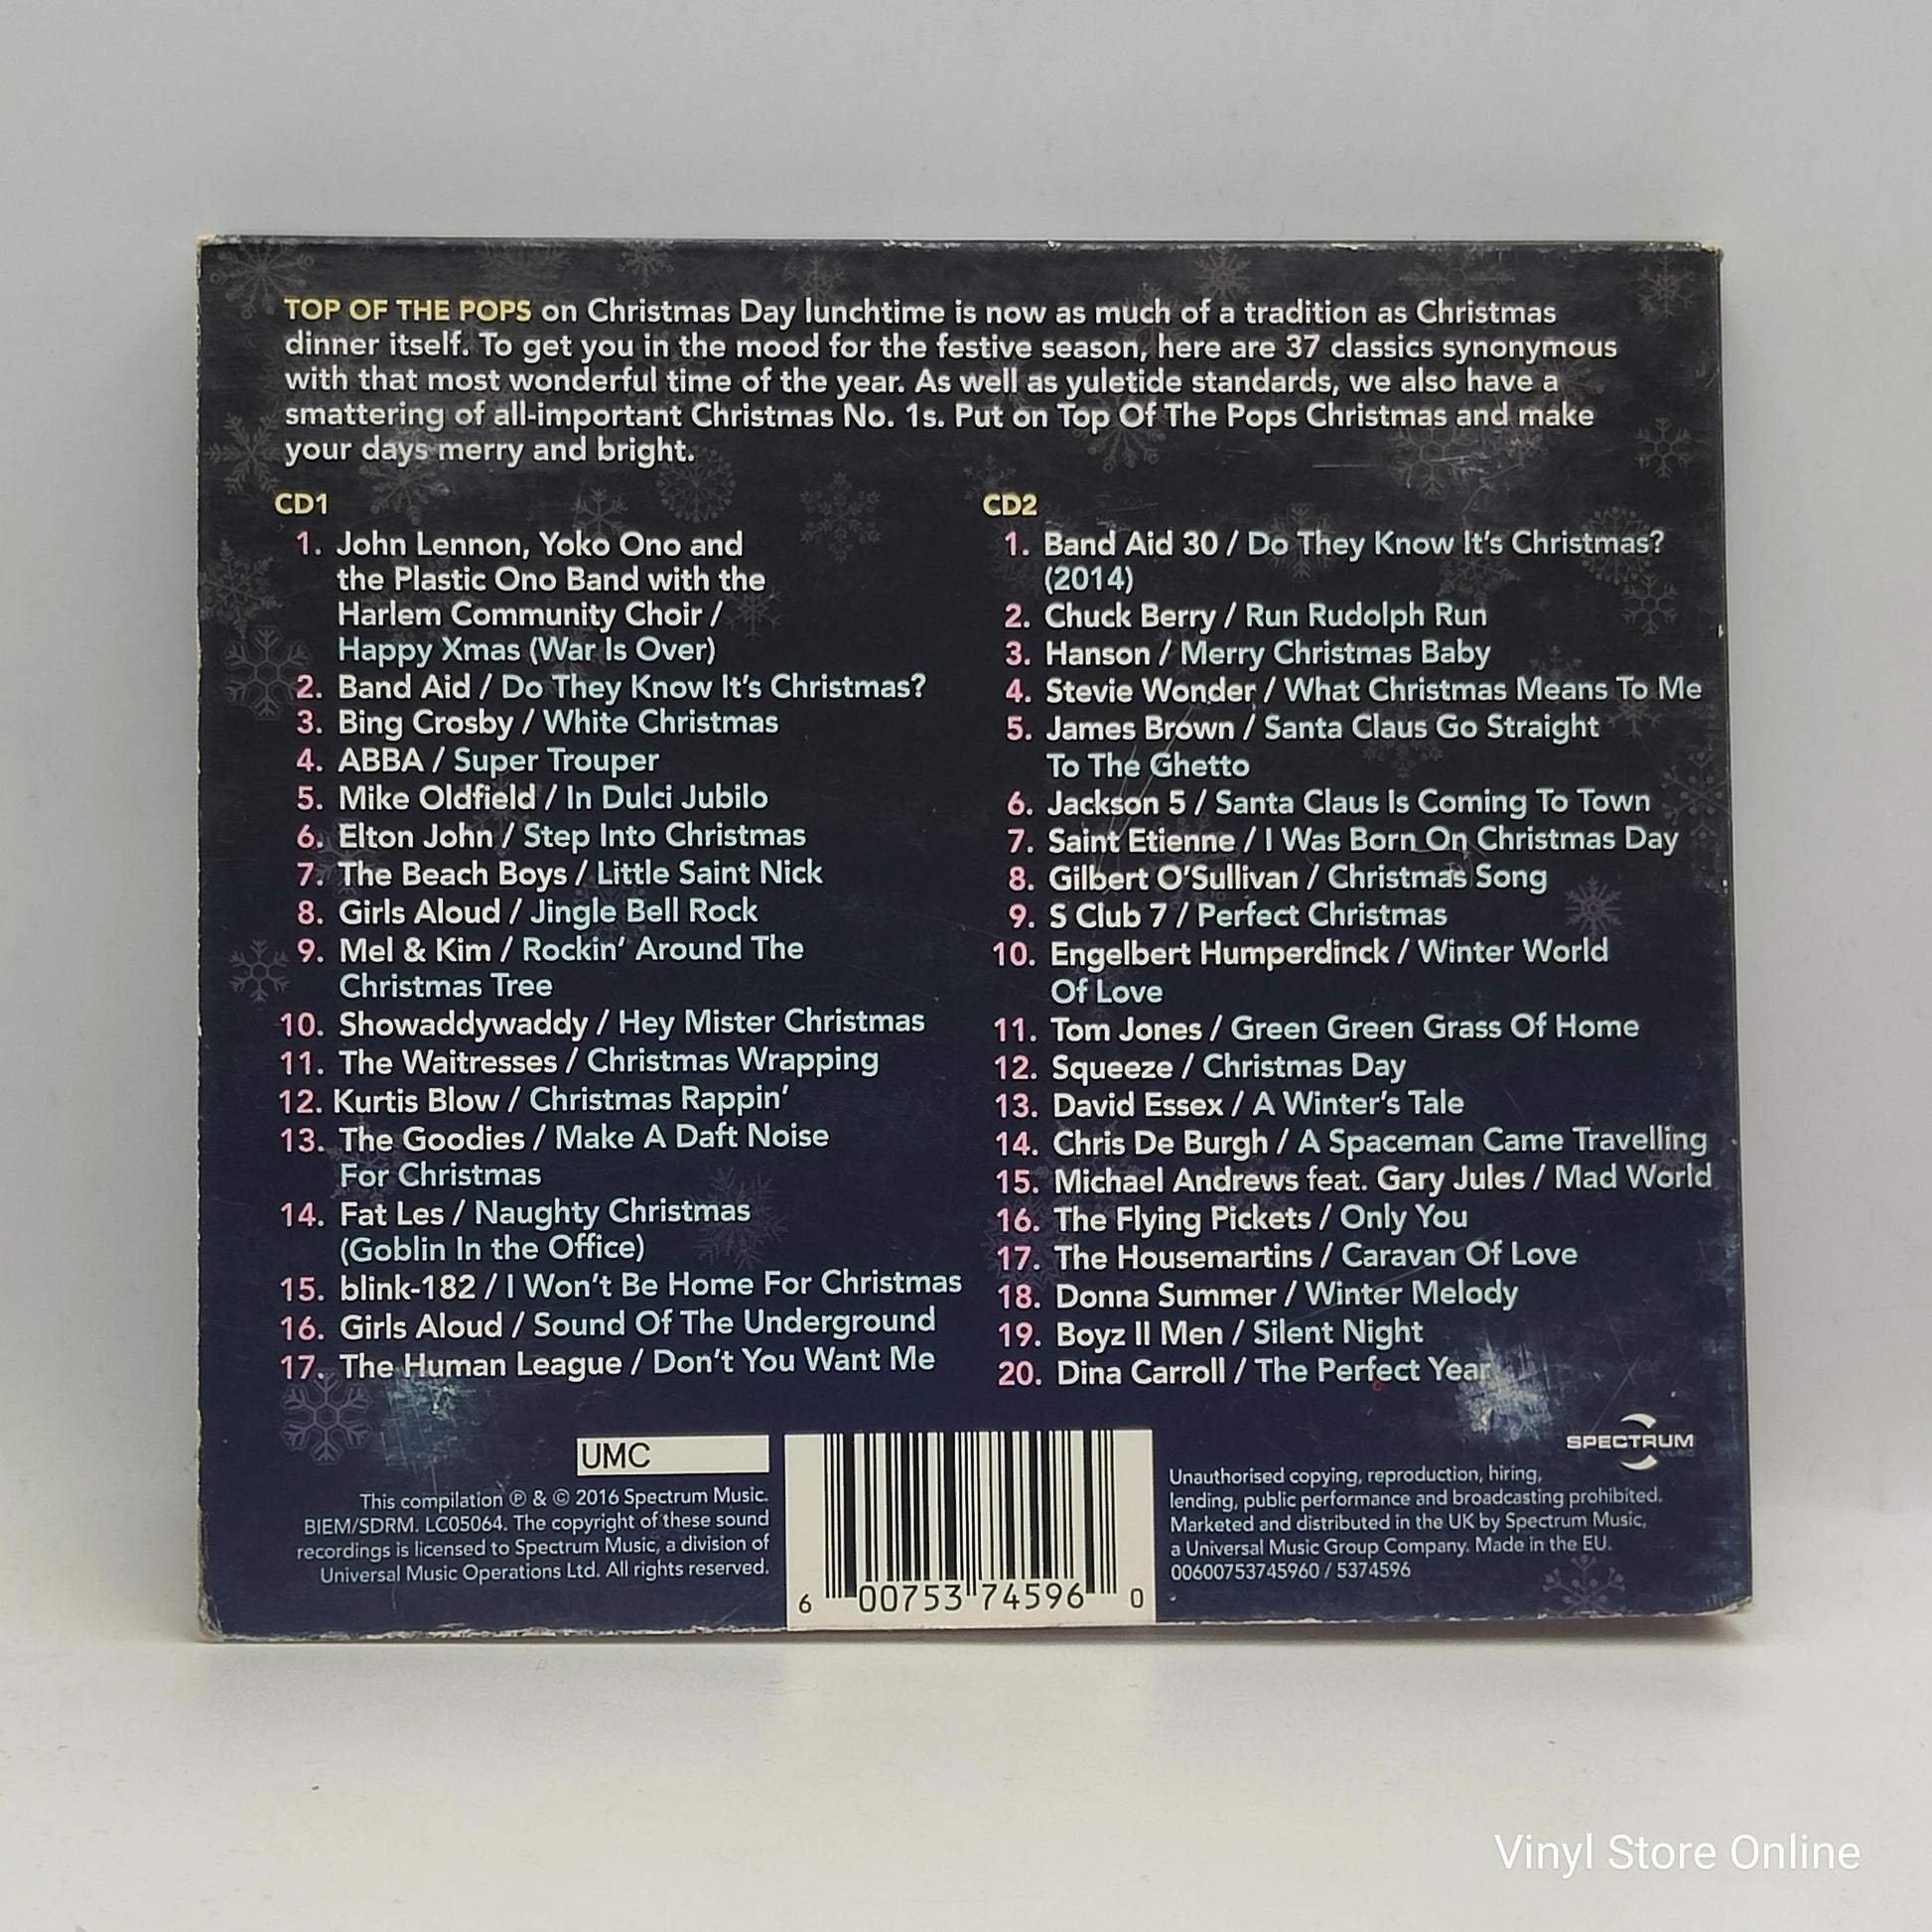 TOP OF THE POPS on Christmas Day lunchtime is now as much of a tradition as Christmas
dinner itself. To get you in the mood for the festive season, here are 37 classics synonymous
with that most wonderful time of the year. As well as yuletide standards, we also have a
smattering of all-important Christmas No. 1s. Put on Top Of The Pops Christmas and make
your days merry and bright.
CD1
1. John Lennon, Yoko Ono and
the Plastic Ono Band with the
Harlem Community Choir /
Happy Xmas (War Is Over)
2. Band Aid / Do They Know It's Christmas?
3. Bing Crosby / White Christmas
4. ABBA / Super Trouper
5. Mike Oldfield / In Dulci Jubilo
6. Elton John / Step Into Christmas
7. The Beach Boys / Little Saint Nick
8. Girls Aloud / Jingle Bell Rock
9. Mel & Kim / Rockin' Around The
Christmas Tree
10. Showaddywaddy / Hey Mister Christmas
11. The Waitresses / Christmas Wrapping
12. Kurtis Blow / Christmas Rappin'
13. The Goodies / Make A Daft Noise
For Christmas
14. Fat Les / Naughty Christmas
(Goblin In the Office)
15. blink-182 / I Won't Be Home For Christmas
16. Girls Aloud / Sound Of The Underground
17. The Human League / Don't You Want Me
CD2
1. Band Aid 30 / Do They Know It's Christmas?
(2014)
2. Chuck Berry / Run Rudolph Run
3. Hanson / Merry Christmas Baby
4. Stevie Wonder / What Christmas Means To Me
5. James Brown / Santa Claus Go Straight
To The Ghetto
6. Jackson 5 / Santa Claus Is Coming To Town
7. Saint Etienne / I Was Born On Christmas Day
8. Gilbert O'Sullivan / Christmas Song
9. S Club 7 / Perfect Christmas
10. Engelbert Humperdinck / Winter World
Of Love
11. Tom Jones / Green Green Grass Of Home
12. Squeeze / Christmas Day
13. David Essex / A Winter's Tale
14. Chris De Burgh / A Spaceman Came Travelling
15. Michael Andrews feat. Gary Jules / Mad World
16. The Flying Pickets / Only You
17. The Housemartins / Caravan Of Love
18. Donna Summer / Winter Melody
19. Boyz II Men / Silent Night
20. Dina Carroll / The Perfect Year
UMC
This compilation ℗ & © 2016 Spectrum Music.
BIEM/SDRM. LC05064. The copyright of these sound
recordings is licensed to Spectrum Music, a division of
Universal Music Operations Ltd. All rights reserved.
6 00753 74596 0
SPECTRUM
Unauthorised copying, reproduction, hiring,
lending, public performance and broadcasting prohibited.
Marketed and distributed in the UK by Spectrum Music,
a Universal Music Group Company. Made in the EU.
00600753745960 / 5374596
Vinyl Store Online